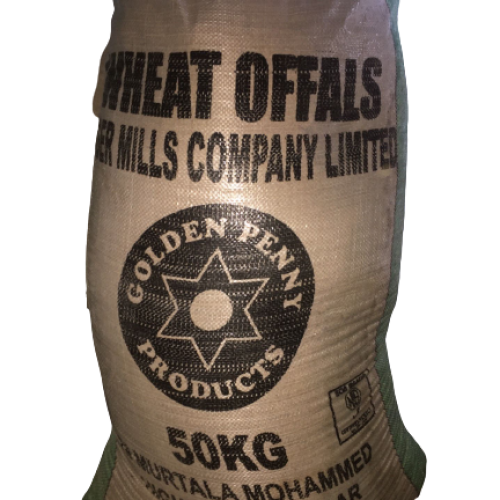 WHEAT OFFALS
ER MILLS COMPANY LIMITED
GOLDEN PENNY
PRODUCTS
50KG
MURTALA MOHAMMED